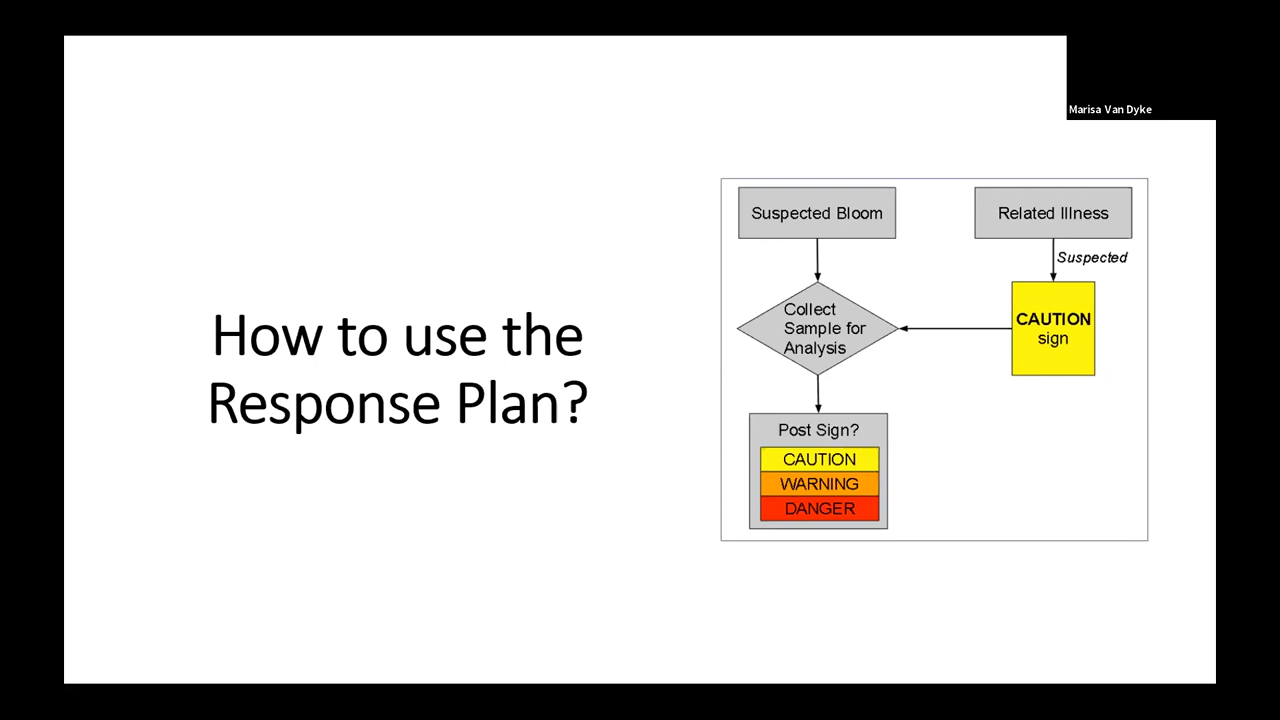 Marisa Van Dyke
How to use the
Response Plan?
Suspected Bloom
Related Illness
Suspected
Collect
Sample for
Analysis
CAUTION
sign
Post Sign?
CAUTION
WARNING
DANGER